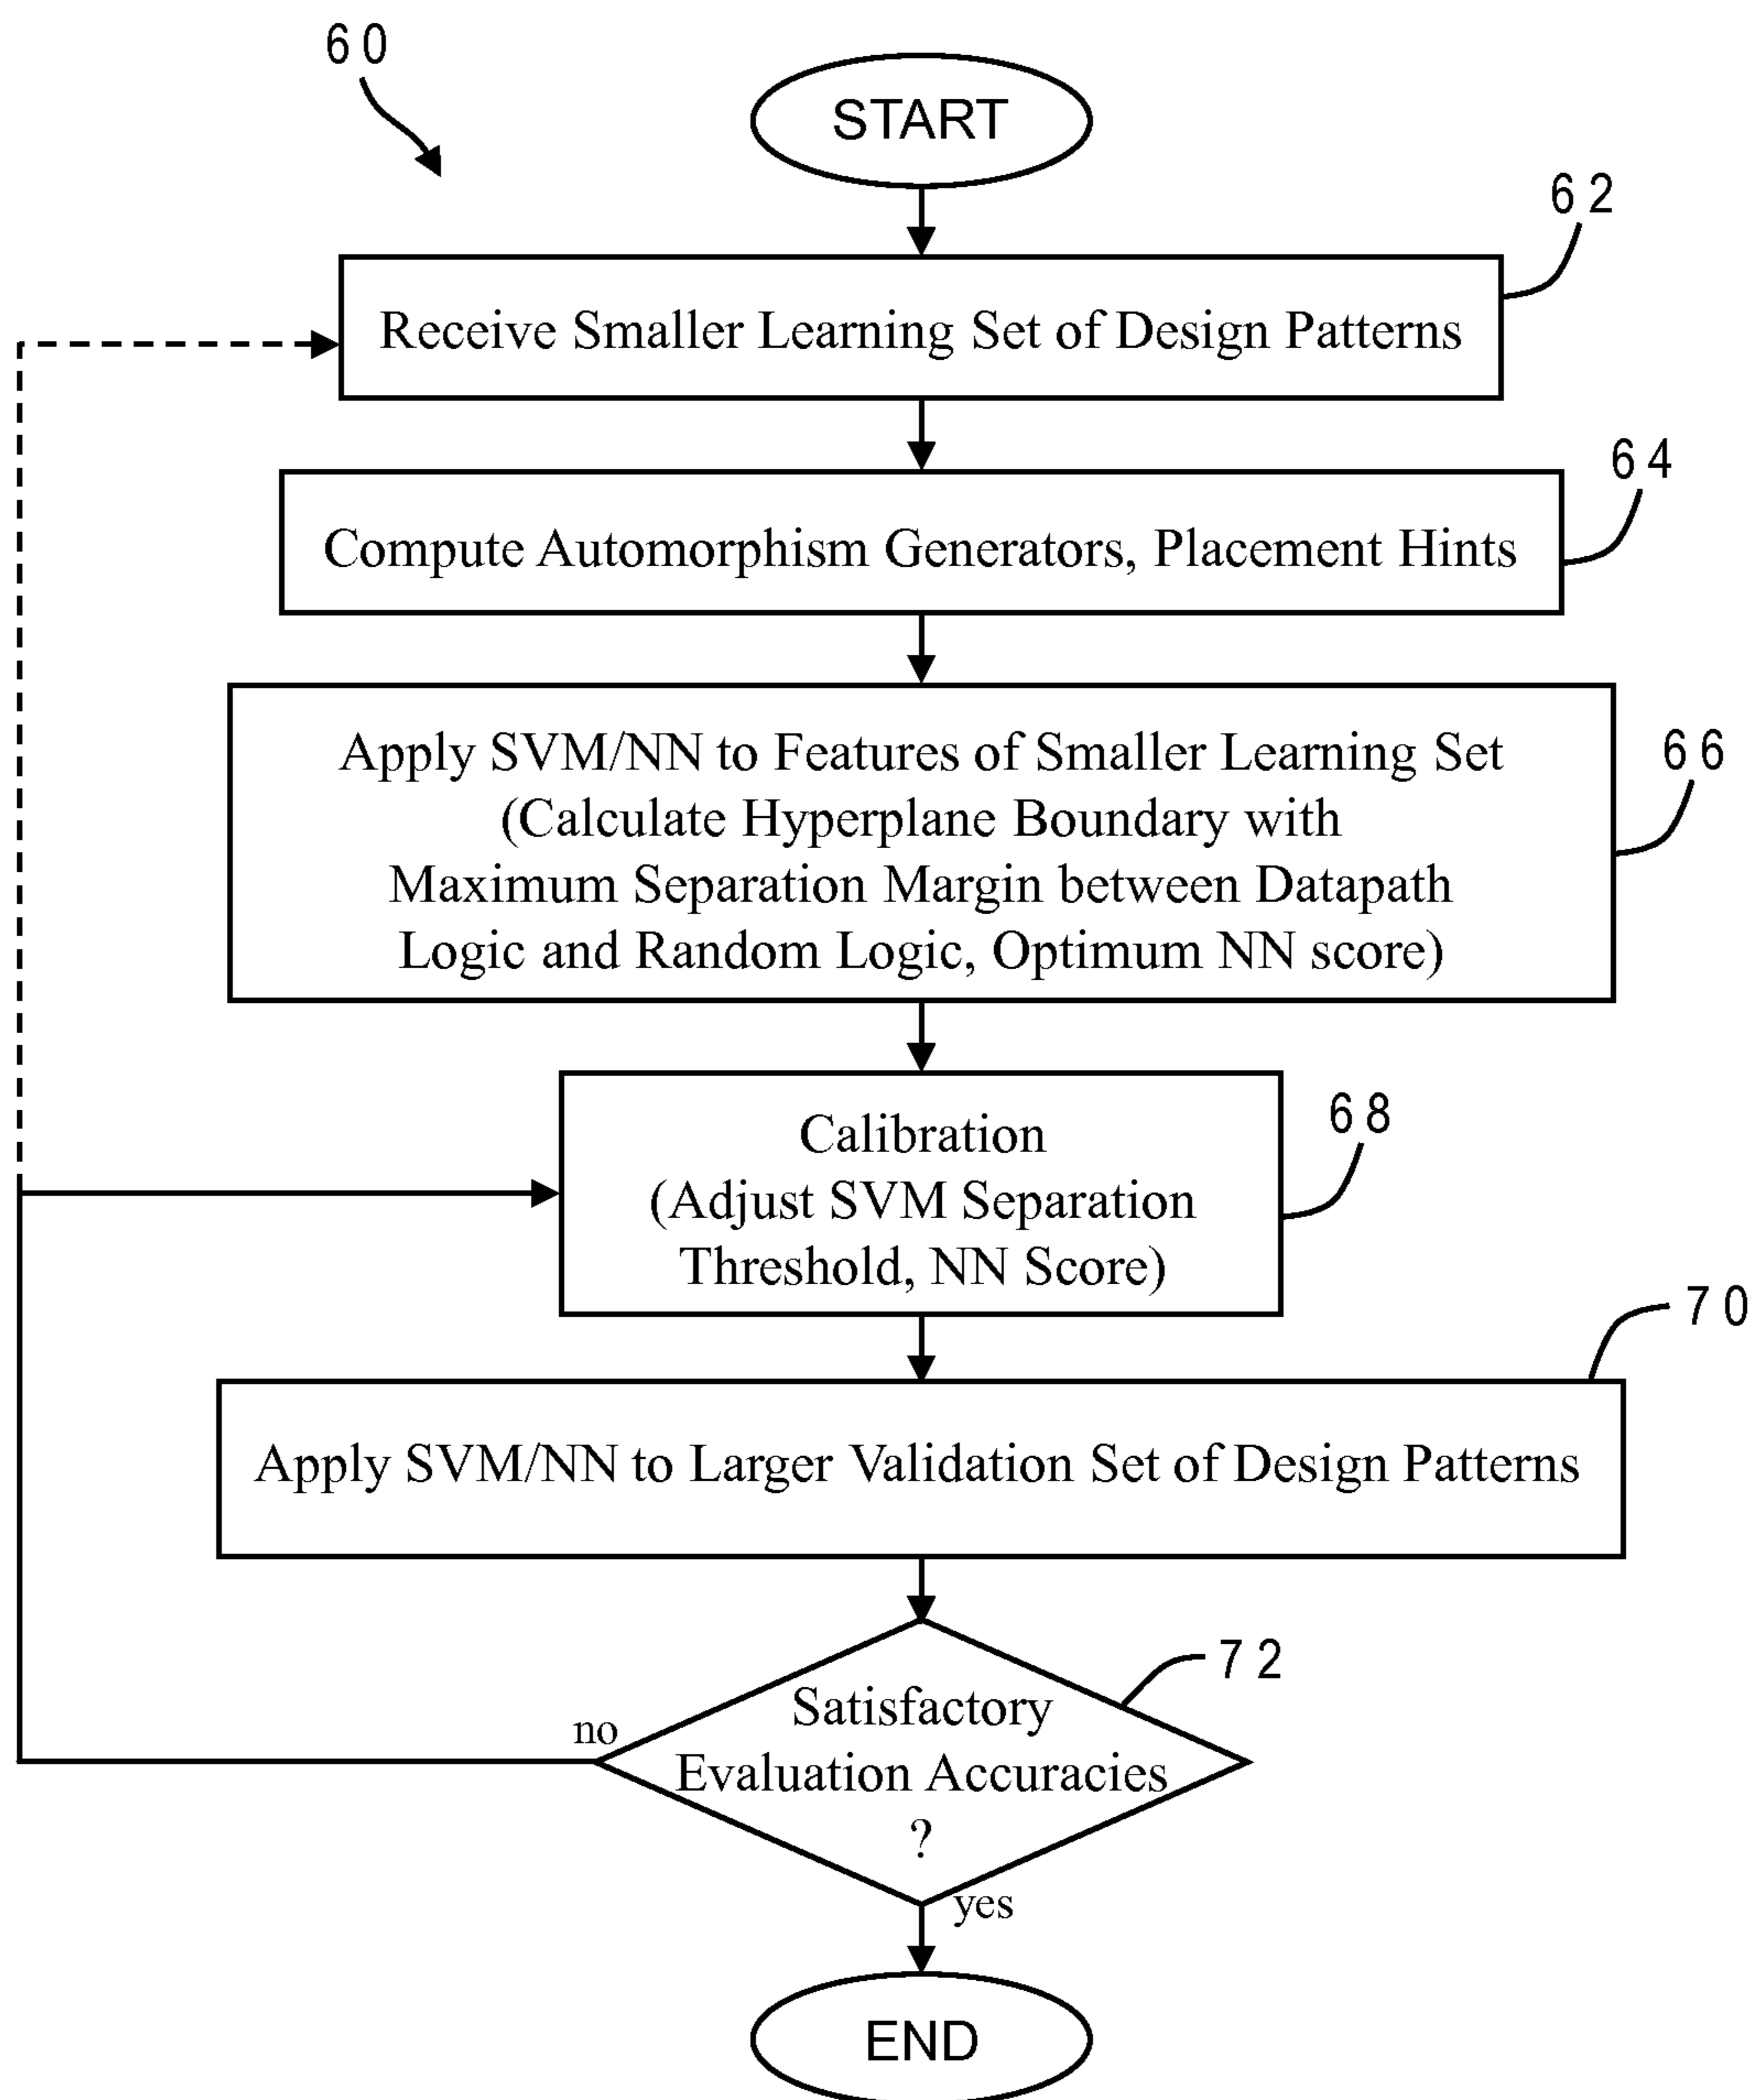 60
START
62
Receive Smaller Learning Set of Design Patterns
64
Compute Automorphism Generators, Placement Hints
66
Apply SVM/NN to Features of Smaller Learning Set
(Calculate Hyperplane Boundary with
Maximum Separation Margin between Datapath
Logic and Random Logic, Optimum NN score)
68
Calibration
(Adjust SVM Separation
Threshold, NN Score)
70
Apply SVM/NN to Larger Validation Set of Design Patterns
72
Satisfactory
Evaluation Accuracies
?
no
yes
END